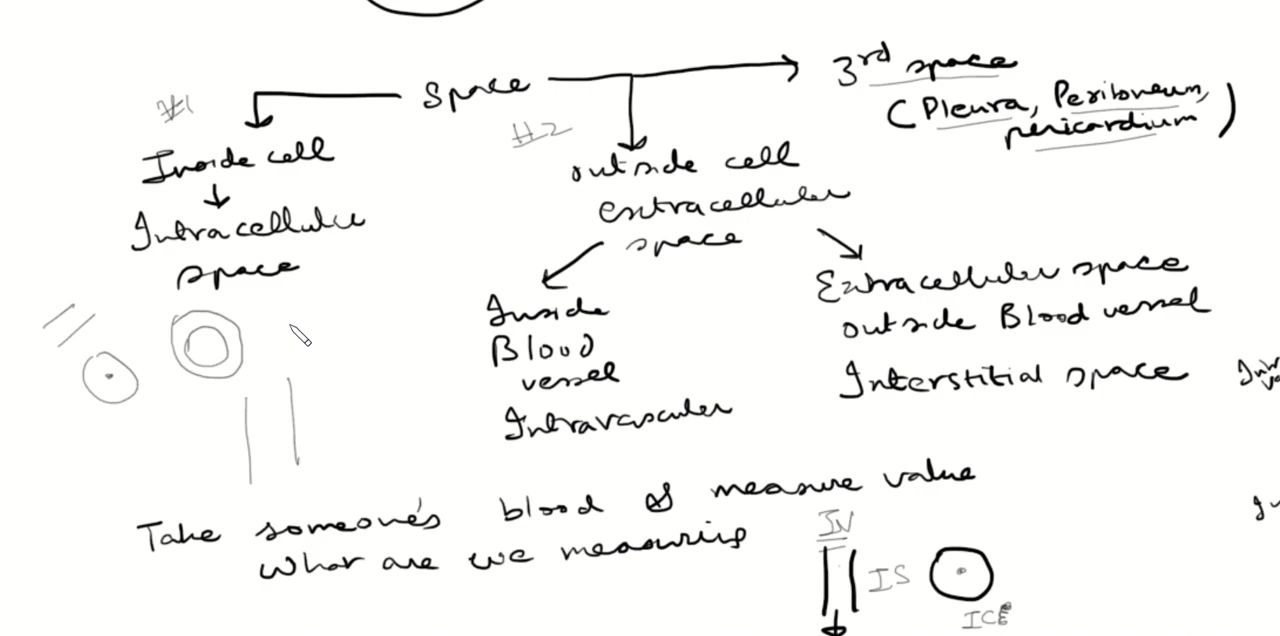 Space
3rd space
(Pleura, Peritoneum,
pericardium)
#1
Inside cell
Intracellular
space
#2
outside cell
extracellular
space
Inside
Blood
vessel
Intravascular
Extracellular space
outside Blood vessel
Interstitial space
Take someone's blood & measure value
What are we measuring
IV
IS